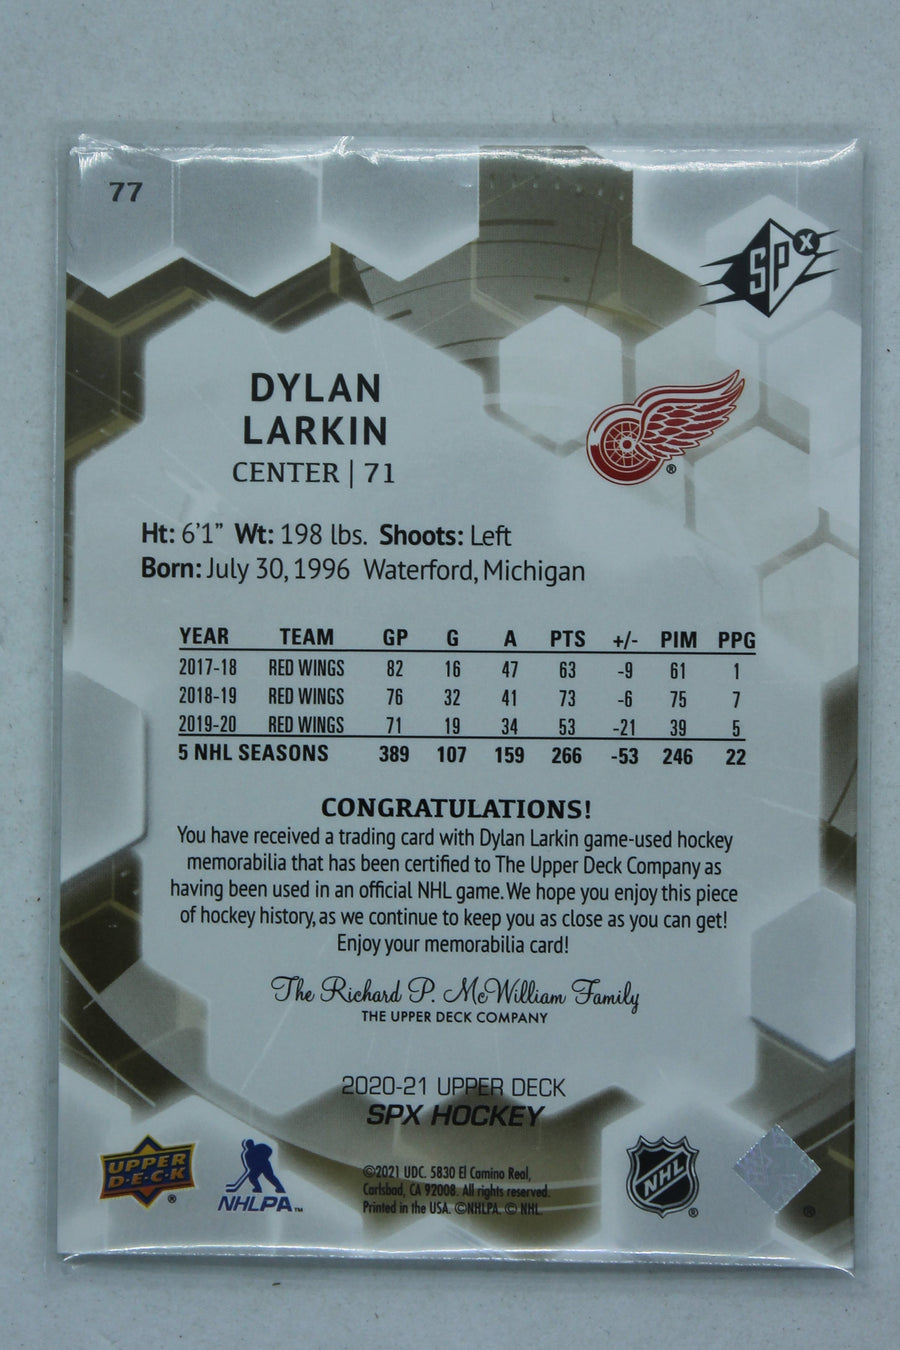 77
SPX
DYLAN
LARKIN
CENTER | 71
®
Ht: 6'1” Wt: 198 lbs. Shoots: Left
Born: July 30, 1996 Waterford, Michigan
YEAR TEAM GP G A PTS +/- PIM PPG
2017-18 RED WINGS 82 16 47 63 -9 61 1
2018-19 RED WINGS 76 32 41 73 -6 75 7
2019-20 RED WINGS 71 19 34 53 -21 39 5
5 NHL SEASONS 389 107 159 266 -53 246 22
CONGRATULATIONS!
You have received a trading card with Dylan Larkin game-used hockey
memorabilia that has been certified to The Upper Deck Company as
having been used in an official NHL game. We hope you enjoy this piece
of hockey history, as we continue to keep you as close as you can get!
Enjoy your memorabilia card!
The Richard P. McWilliam Family
THE UPPER DECK COMPANY
2020-21 UPPER DECK
SPX HOCKEY
UPPER
D·E·C·K
®
NHLPA™
©2021 UDC. 5830 El Camino Real,
Carlsbad, CA 92008. All rights reserved.
Printed in the USA. ©NHLPA. © NHL.
NHL
®
®